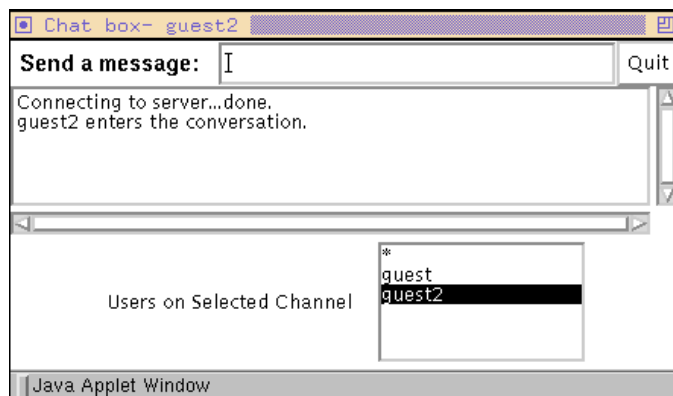 Chat box- guest2
Send a message:
Quit
Connecting to server...done.
guest2 enters the conversation.
*
guest
guest2
Users on Selected Channel
Java Applet Window